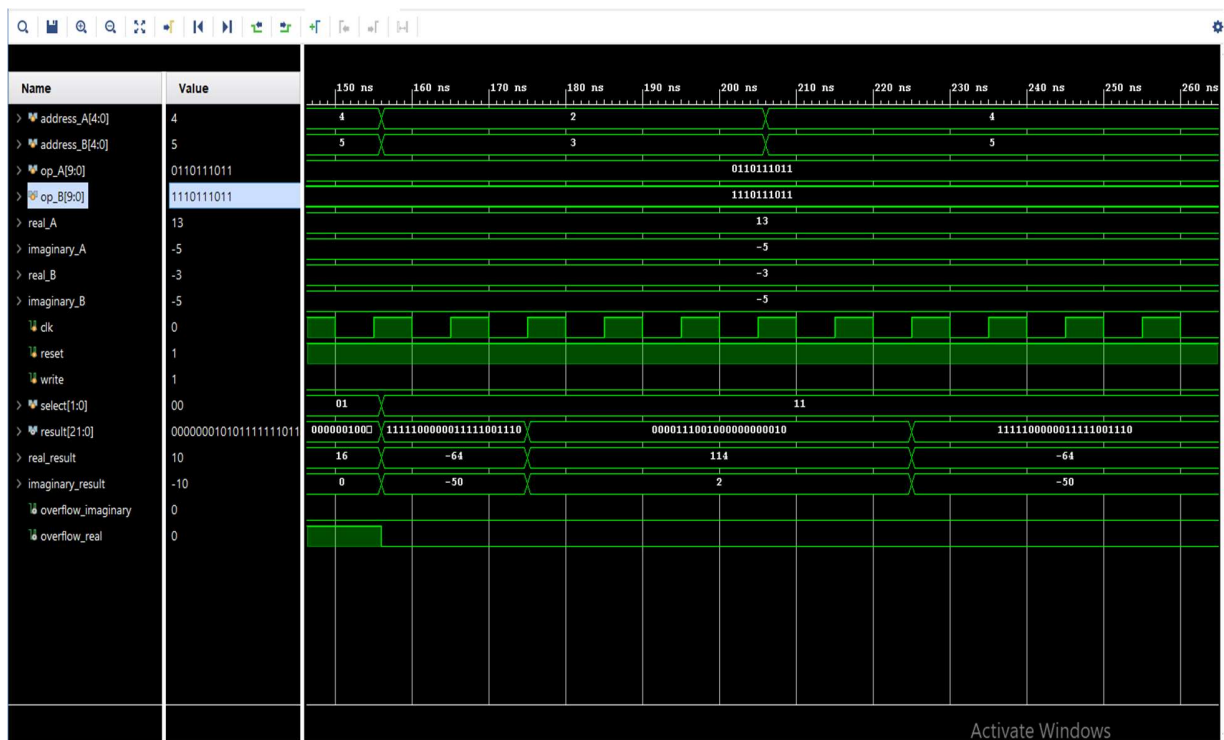 Name Value 150 ns 160 ns 170 ns 180 ns 190 ns 200 ns 210 ns 220 ns 230 ns 240 ns 250 ns 260 ns
address_A[4:0] 4 4 2 4
address_B[4:0] 5 5 3 5
op_A[9:0] 0110111011 0110111011
op_B[9:0] 1110111011 1110111011
real_A 13 13
imaginary_A -5 -5
real_B -3 -3
imaginary_B -5 -5
clk 0
reset 1
write 1
select[1:0] 00 01 11
result[21:0] 0000000101011111111011 000000100 1111100000011111001110 0000111001000000000010 1111100000011111001110
real_result 10 16 -64 114 -64
imaginary_result -10 0 -50 2 -50
overflow_imaginary 0
overflow_real 0
Activate Windows